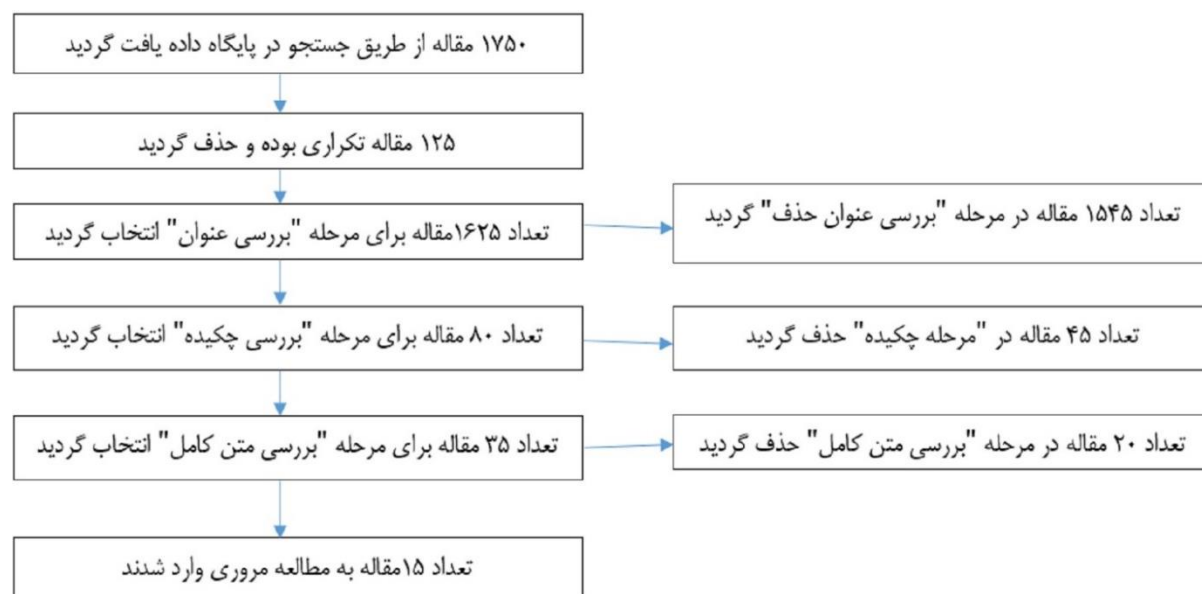 ۱۷۵۰ مقاله از طریق جستجو در پایگاه داده یافت گردید
۱۲۵ مقاله تکراری بوده و حذف گردید
تعداد ۱۶۲۵مقاله برای مرحله "بررسی عنوان" انتخاب گردید
تعداد ۱۵۴۵ مقاله در مرحله "بررسی عنوان حذف" گردید
تعداد ۸۰ مقاله برای مرحله "بررسی چکیده" انتخاب گردید
تعداد ۴۵ مقاله در "مرحله چکیده" حذف گردید
تعداد ۳۵ مقاله برای مرحله "بررسی متن کامل" انتخاب گردید
تعداد ۲۰ مقاله در مرحله "بررسی متن کامل" حذف گردید
تعداد ۱۵مقاله به مطالعه مروری وارد شدند